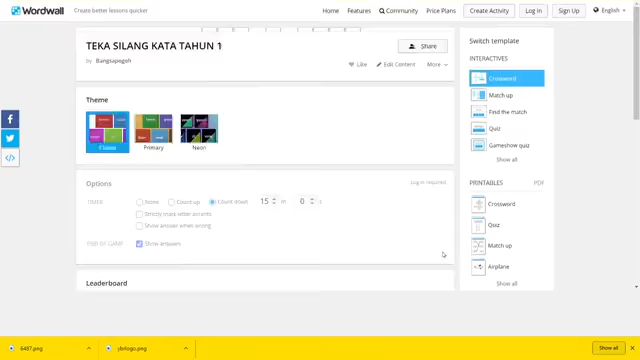 Wordwall Create better lessons quicker Home Features Community Price Plans Create Activity Log In Sign Up English
TEKA SILANG KATA TAHUN 1
by Bangsapingeh
Share
Like Edit Content More
Switch template
INTERACTIVES
Crossword
Match up
Find the match
Quiz
Gameshow quiz
Show all
PRINTABLES PDF
Crossword
Quiz
Match up
Airplane
Show all
Theme
Classic Primary Neon
Options Log in required
TIMER None Count up Count down 15 m 0 s
Strictly mark letter accents
Show answer when wrong
END OF GAME Show answers
Leaderboard
6487.png ybrlogo.png Show all